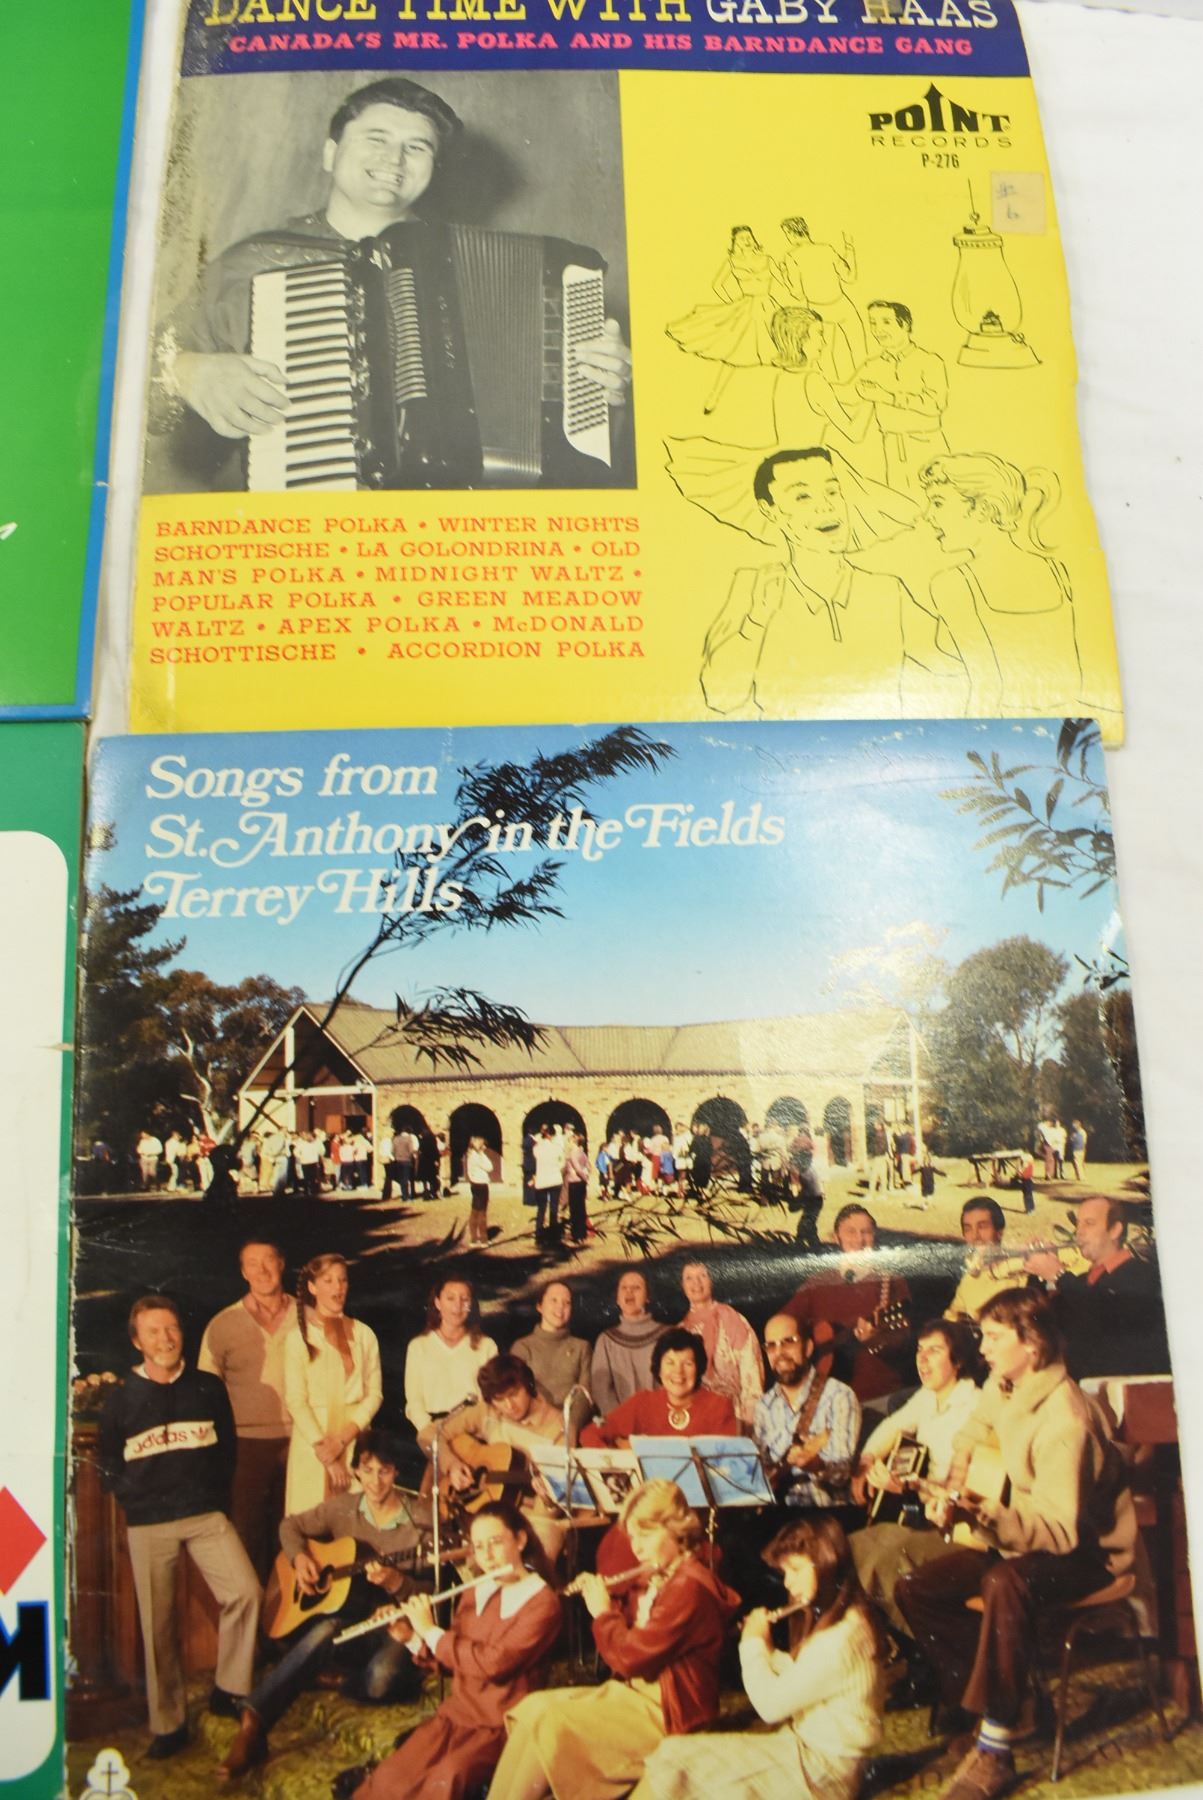 DANCE TIME WITH GABY HAAS
CANADA'S MR. POLKA AND HIS BARNDANCE GANG
POINT
RECORDS
P-276
BARNDANCE POLKA • WINTER NIGHTS
SCHOTTISCHE • LA GOLONDRINA • OLD
MAN'S POLKA • MIDNIGHT WALTZ •
POPULAR POLKA • GREEN MEADOW
WALTZ • APEX POLKA • McDONALD
SCHOTTISCHE • ACCORDION POLKA
Songs from
St. Anthony in the Fields
Terrey Hills
adidas